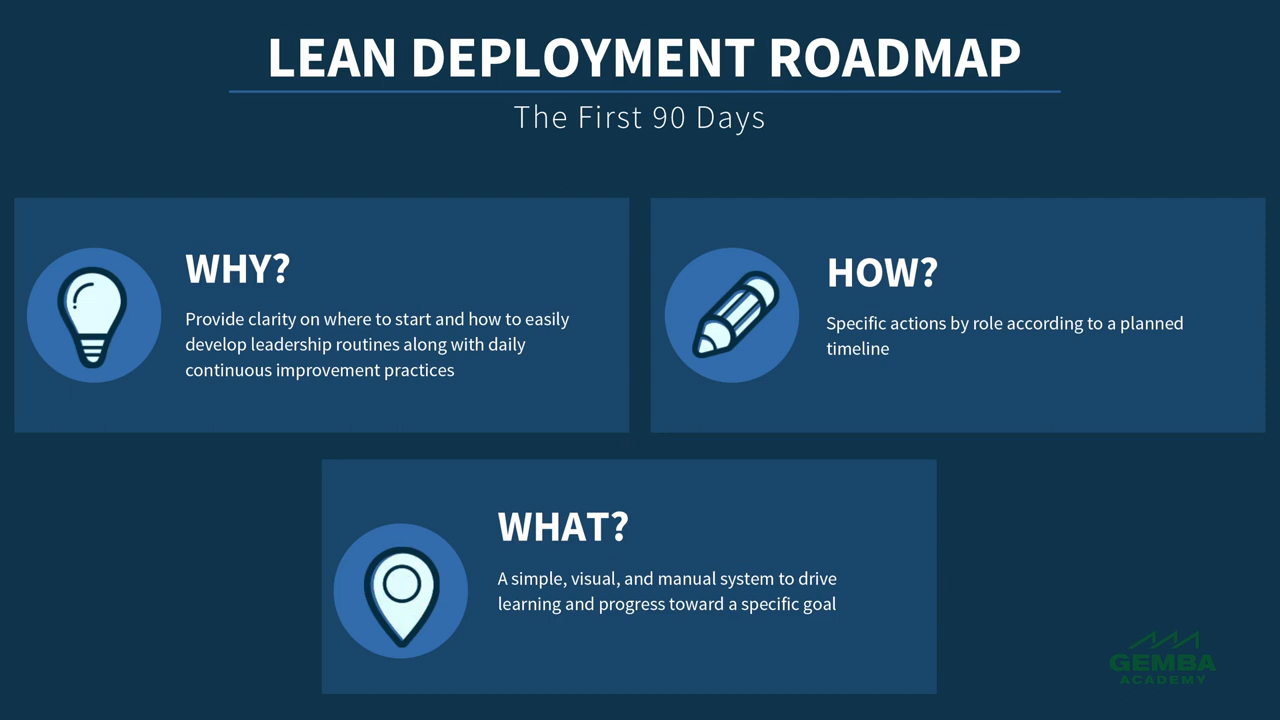 LEAN DEPLOYMENT ROADMAP
The First 90 Days
WHY?
Provide clarity on where to start and how to easily
develop leadership routines along with daily
continuous improvement practices
HOW?
Specific actions by role according to a planned
timeline
WHAT?
A simple, visual, and manual system to drive
learning and progress toward a specific goal
GEMBA
ACADEMY